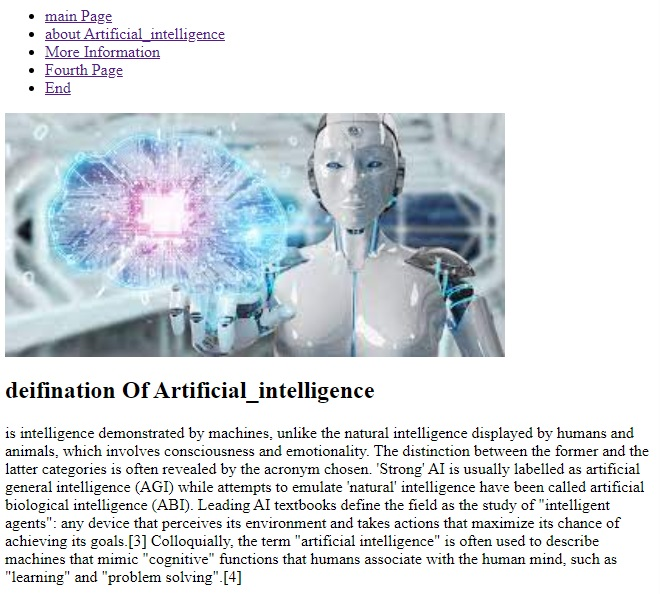 main Page
about Artificial_intelligence
More Information
Fourth Page
End
deifination Of Artificial_intelligence
is intelligence demonstrated by machines, unlike the natural intelligence displayed by humans and
animals, which involves consciousness and emotionality. The distinction between the former and the
latter categories is often revealed by the acronym chosen. 'Strong' AI is usually labelled as artificial
general intelligence (AGI) while attempts to emulate 'natural' intelligence have been called artificial
biological intelligence (ABI). Leading AI textbooks define the field as the study of "intelligent
agents": any device that perceives its environment and takes actions that maximize its chance of
achieving its goals.[3] Colloquially, the term "artificial intelligence" is often used to describe
machines that mimic "cognitive" functions that humans associate with the human mind, such as
"learning" and "problem solving".[4]